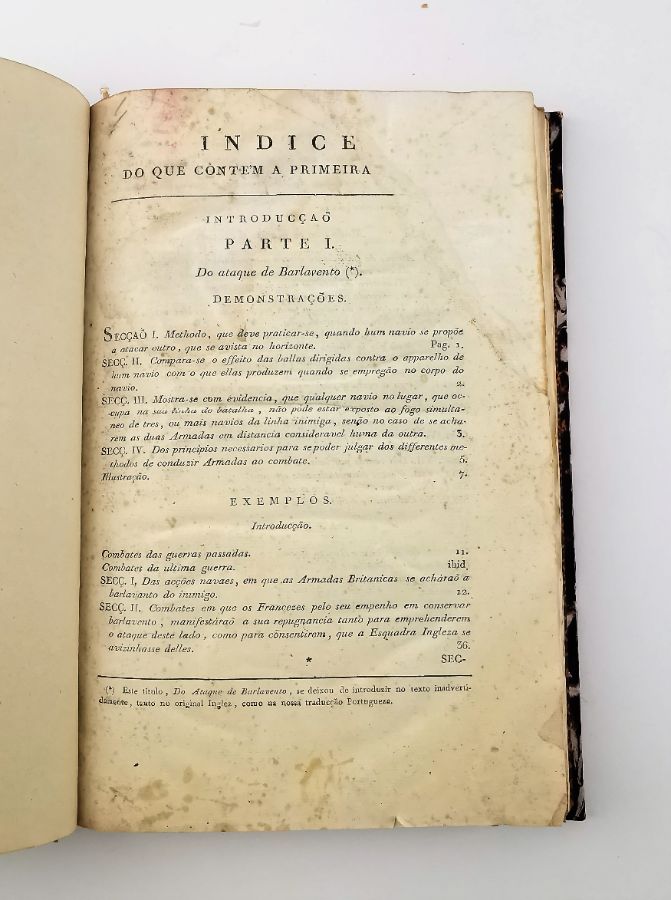 INDICE
DO QUE CONTEM A PRIMEIRA
INTRODUCÇAÕ
PARTE I.
Do ataque de Barlavento (*).
DEMONSTRAÇÕES.
SECÇAÕ I. Methodo, que deve praticar-se, quando hum navio se propõe
a atacar outro, que se avista no horizonte. Pag. 1.
SECÇ. II. Compara-se o effeito das ballas dirigidas contra o apparelho de
hum navio com o que ellas produzem quando se empregão no corpo do
navio. 2.
SECÇ. III. Mostra-se com evidencia, que qualquer navio no lugar, que oc-
cupa na sua linha de batalha, não póde estar exposto ao fogo simulta-
neo de tres, ou mais navios da linha inimiga, senão no caso de se acha-
rem as duas Armadas em distancia consideravel huma da outra. 3.
SECÇ. IV. Dos principios necessarios para se poder julgar dos differentes me-
thodos de conduzir Armadas ao combate. 5.
Illustração. 7.
EXEMPLOS.
Introducção.
Combates das guerras passadas. 11.
Combates da ultima guerra. ibid.
SECÇ. I, Das acções navaes, em que as Armadas Britanicas se acháraõ a
barlavanto do inimigo. 12.
SECÇ. II. Combates em que os Francezes pelo seu empenho em conservar
barlavento, manifestáraõ a sua repugnancia tanto para emprehenderem
o ataque deste lado, como para consentirem, que a Esquadra Ingleza se
avizinhasse delles. 36.
* SEC-
(*) Este titulo, Do Ataque de Barlavento, se deixou de introduzir no texto inadverti-
damente, tanto no original Inglez, como na nossa traducção Portugueza.